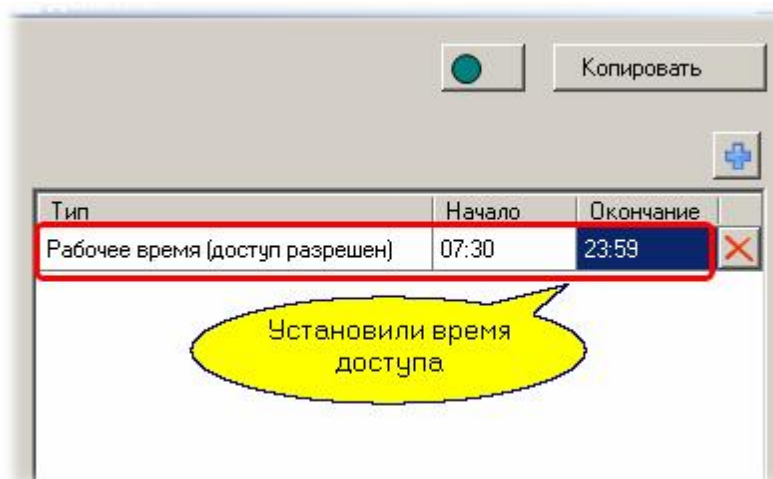 Копировать
Тип Начало Окончание
Рабочее время (доступ разрешен) 07:30 23:59
Установили время
доступа